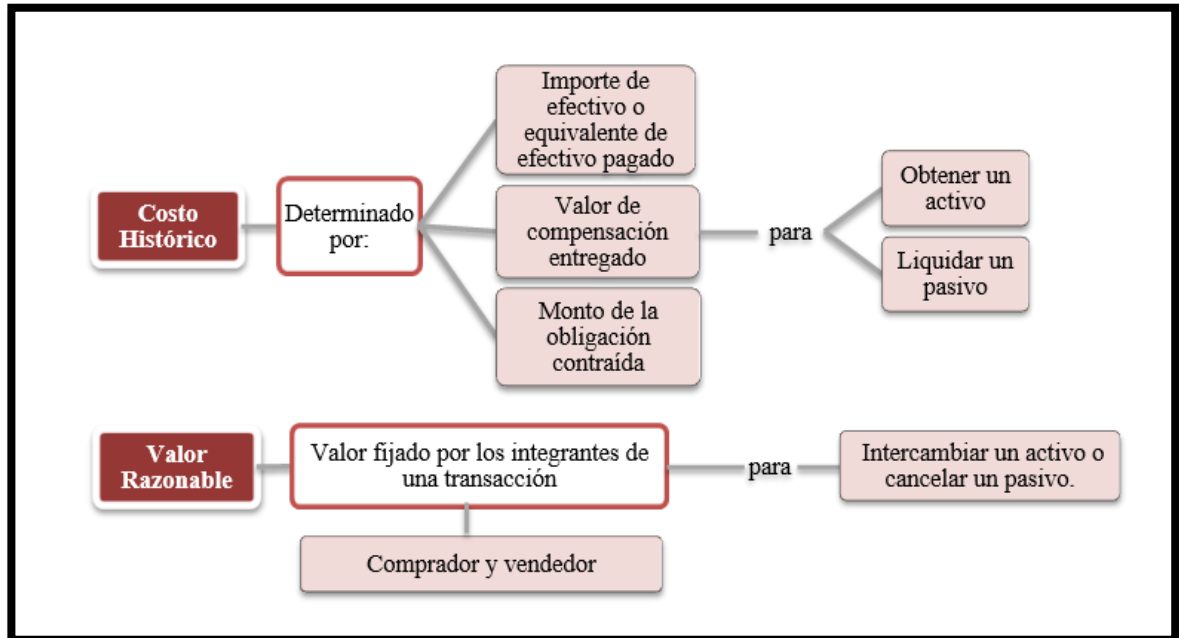 Importe de
efectivo o
equivalente de
efectivo pagado
Costo
Histórico
Determinado
por:
Valor de
compensación
entregado
para
Obtener un
activo
Liquidar un
pasivo
Monto de la
obligación
contraída
Valor
Razonable
Valor fijado por los integrantes de
una transacción
para
Intercambiar un activo o
cancelar un pasivo.
Comprador y vendedor